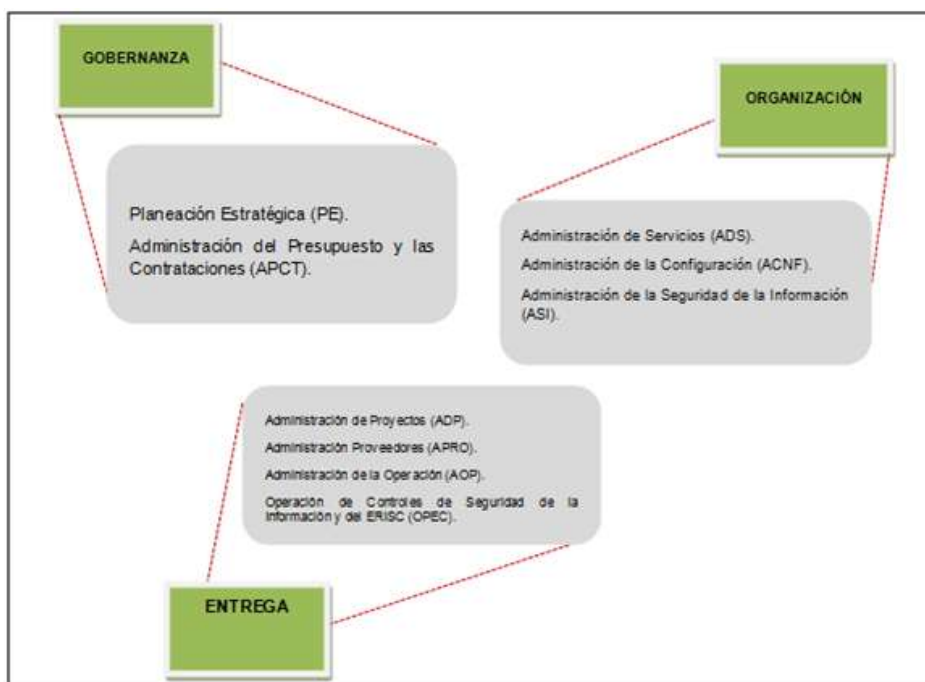 GOBERNANZA
Planeación Estratégica (PE).
Administración del Presupuesto y las
Contrataciones (APCT).
ORGANIZACIÓN
Administración de Servicios (ADS).
Administración de la Configuración (ACNF).
Administración de la Seguridad de la Información
(ASI).
Administración de Proyectos (ADP).
Administración Proveedores (APRO).
Administración de la Operación (AOP).
Operación de Controles de Seguridad de la
Información y del ERISC (OPEC).
ENTREGA